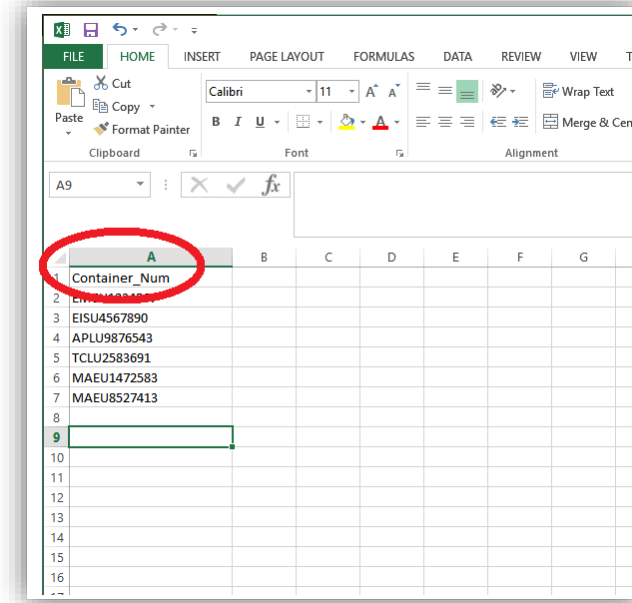 FILE HOME INSERT PAGE LAYOUT FORMULAS DATA REVIEW VIEW
Cut
Calibri 11 A A Wrap Text
Copy
Paste
Format Painter B I U A Merge & Cen
Clipboard Font Alignment
A9 fx
A B C D E F G
1 Container_Num
2
3 EISU4567890
4 APLU9876543
5 TCLU2583691
6 MAEU1472583
7 MAEU8527413
8
9
10
11
12
13
14
15
16